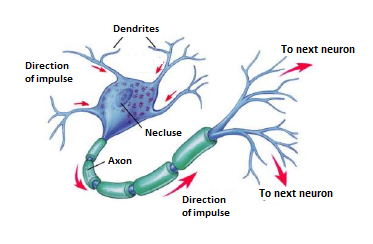 Dendrites
Direction
of impulse
To next neuron
Necluse
Axon
Direction
of impulse
To next neuron